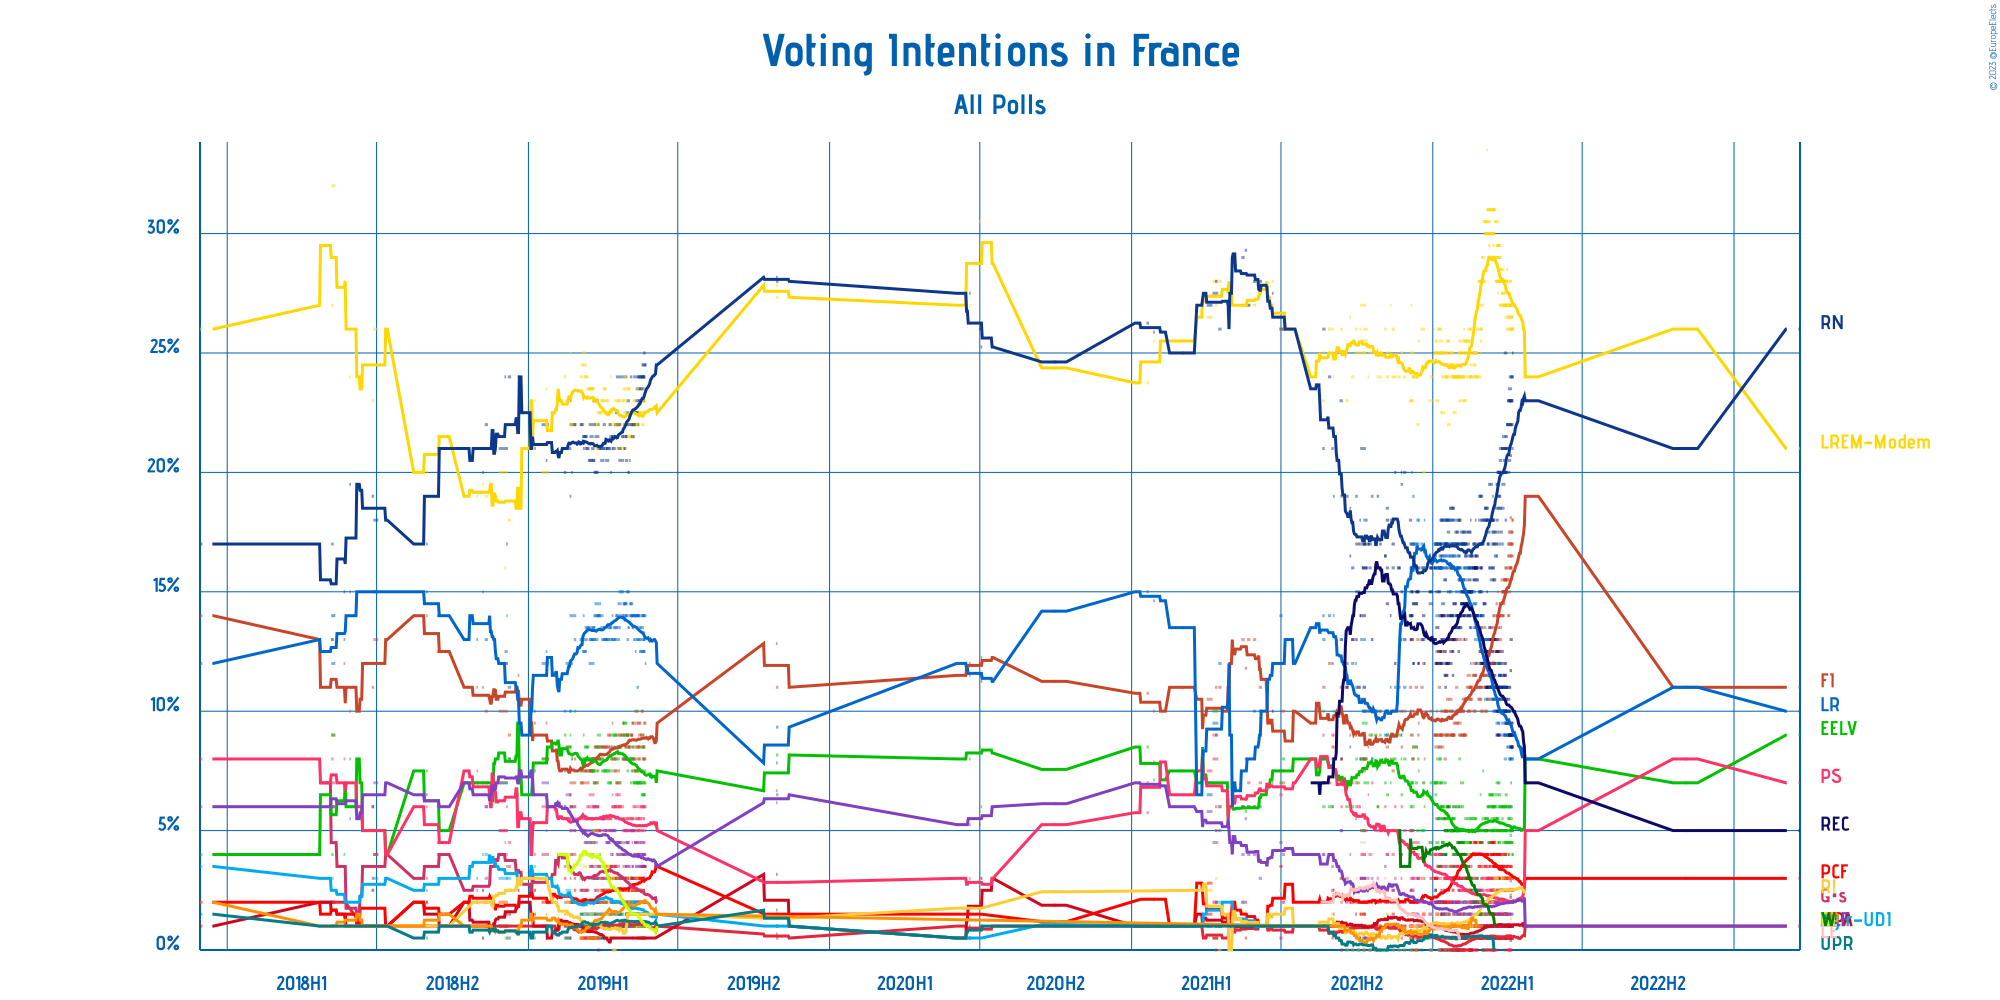 © 2023 @EuropeElects
Voting Intentions in France
All Polls
30%
25%
20%
15%
10%
5%
0%
RN
LREM-Modem
FI
LR
EELV
PS
REC
PCF
G·s
-UDI
UPR
2018H1
2018H2
2019H1
2019H2
2020H1
2020H2
2021H1
2021H2
2022H1
2022H2